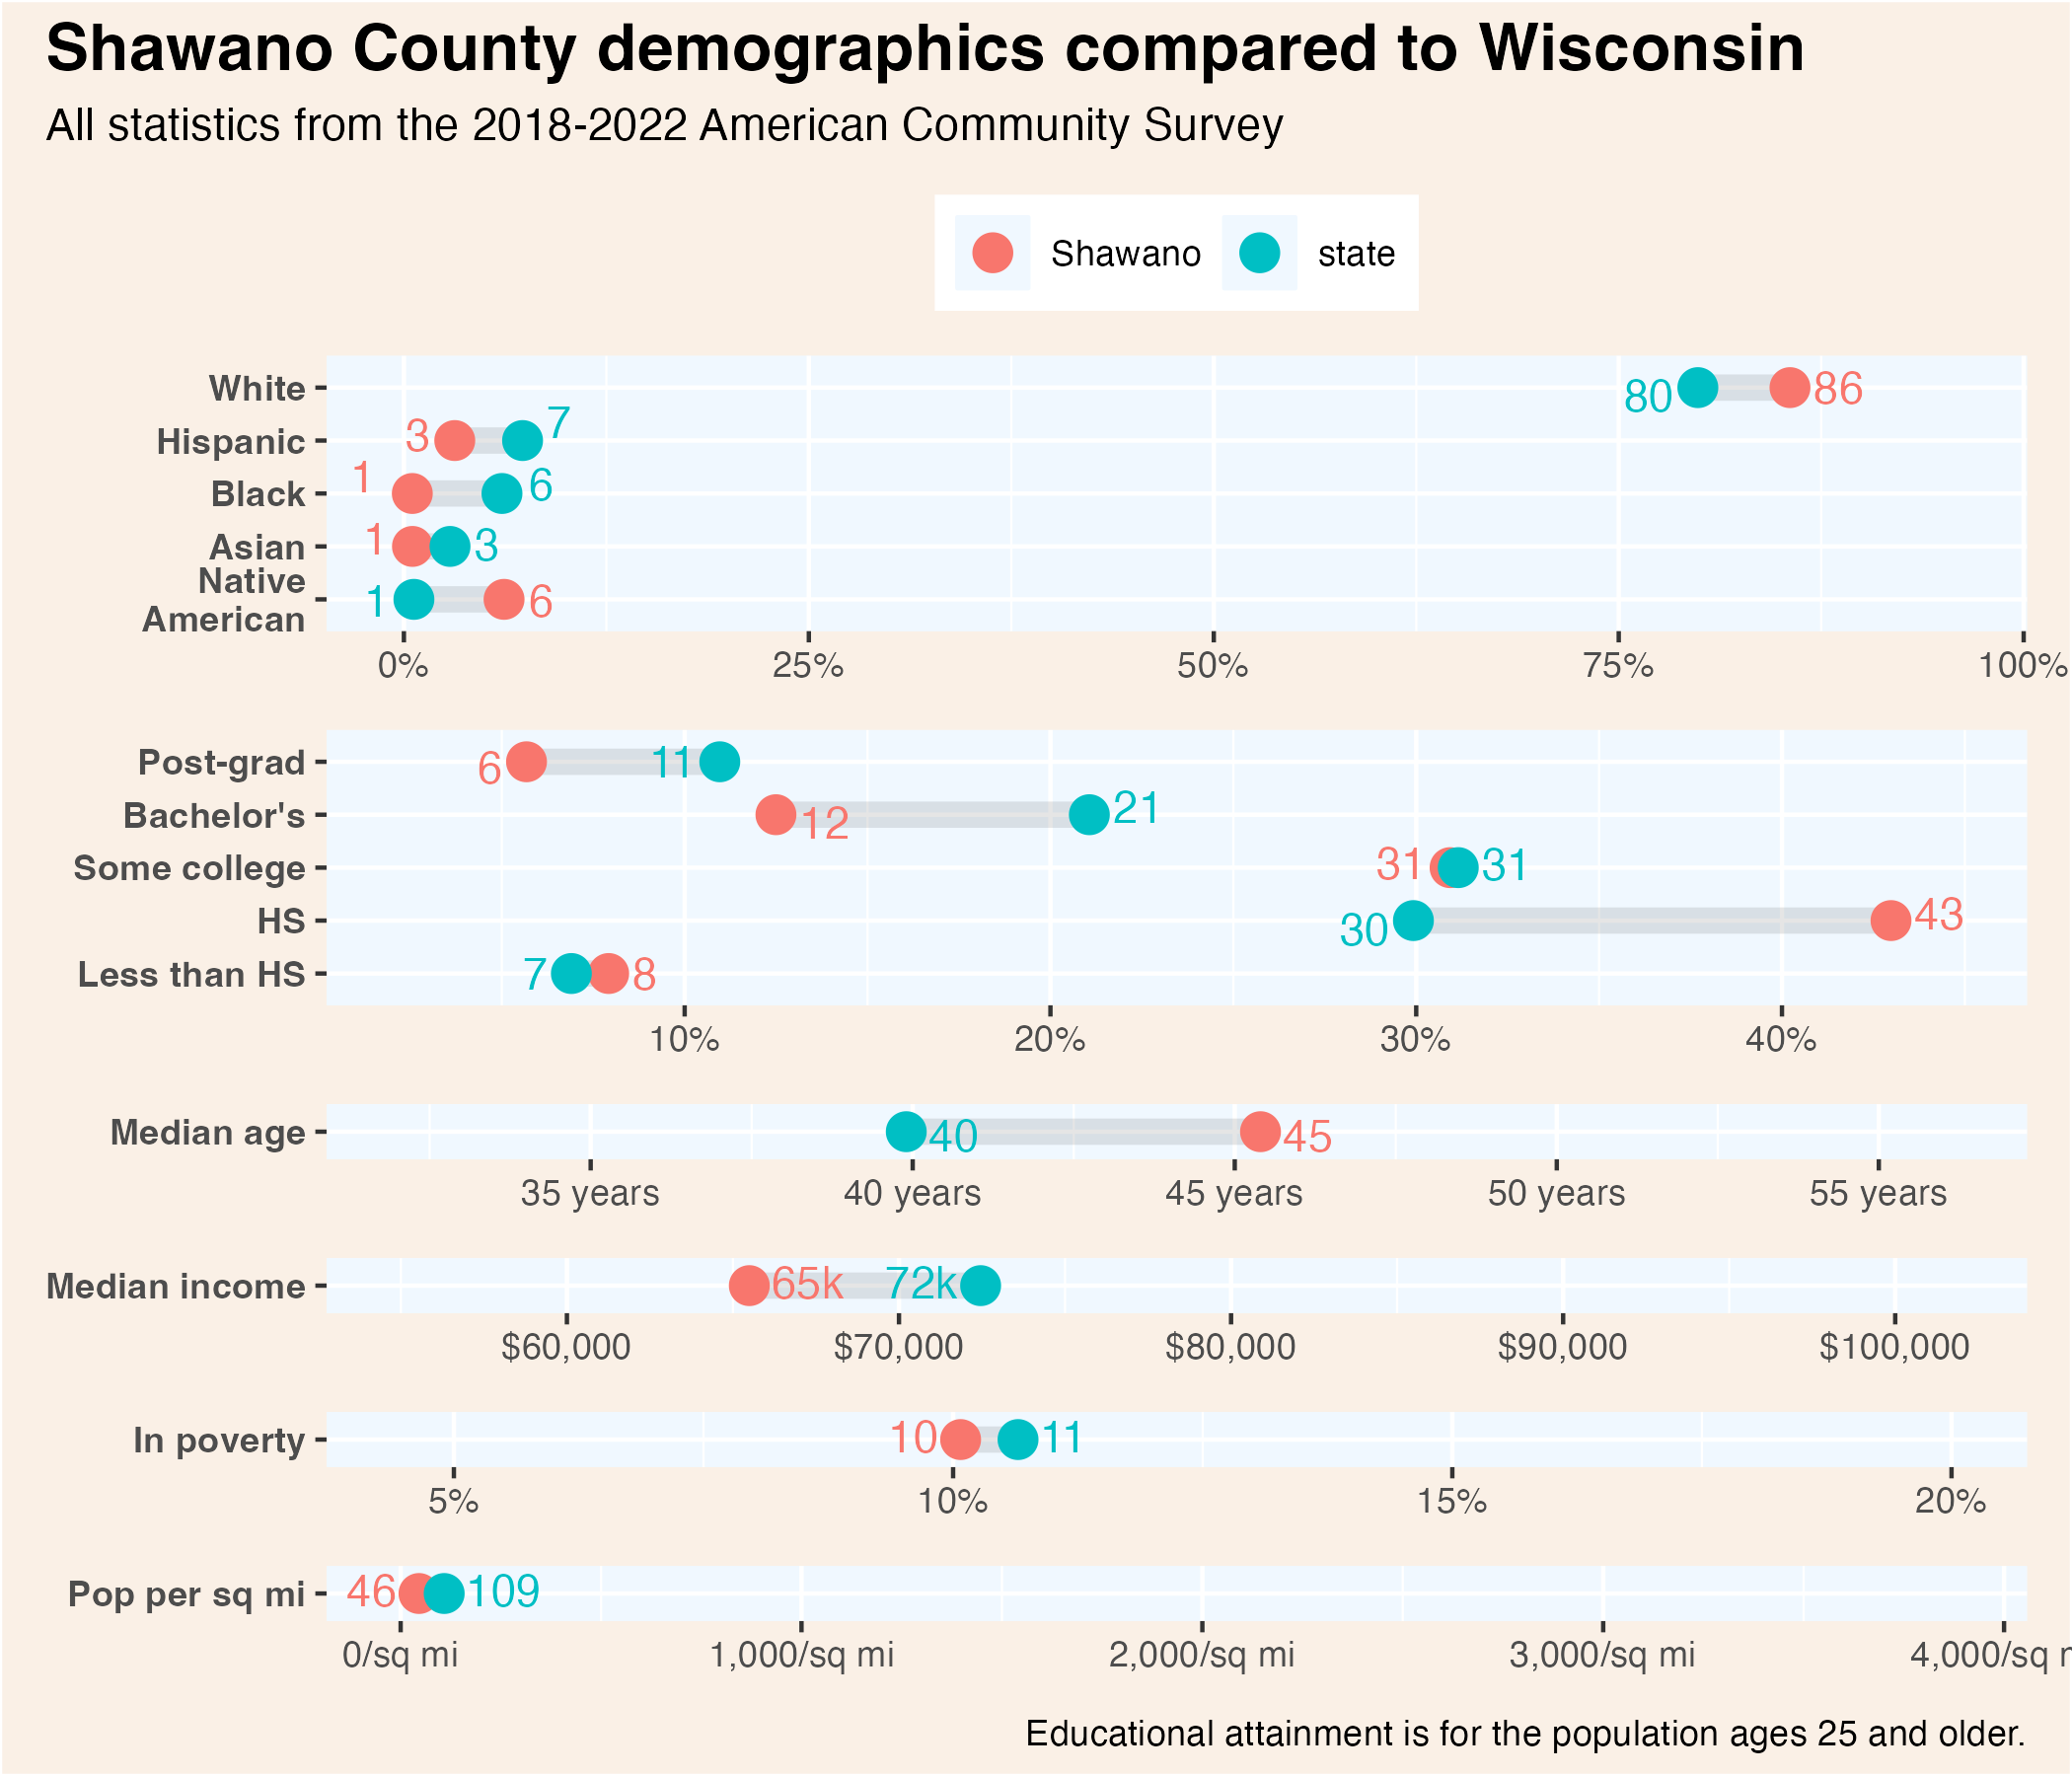 Shawano County demographics compared to Wisconsin
All statistics from the 2018-2022 American Community Survey
Shawano state
White 80 86
Hispanic 3 7
Black 1 6
Asian 1 3
Native
American 1 6
0% 25% 50% 75% 100%
Post-grad 6 11
Bachelor's 12 21
Some college 31 31
HS 30 43
Less than HS 7 8
10% 20% 30% 40%
Median age 40 45
35 years 40 years 45 years 50 years 55 years
Median income 65k 72k
$60,000 $70,000 $80,000 $90,000 $100,000
In poverty 10 11
5% 10% 15% 20%
Pop per sq mi 46 109
0/sq mi 1,000/sq mi 2,000/sq mi 3,000/sq mi 4,000/sq
Educational attainment is for the population ages 25 and older.